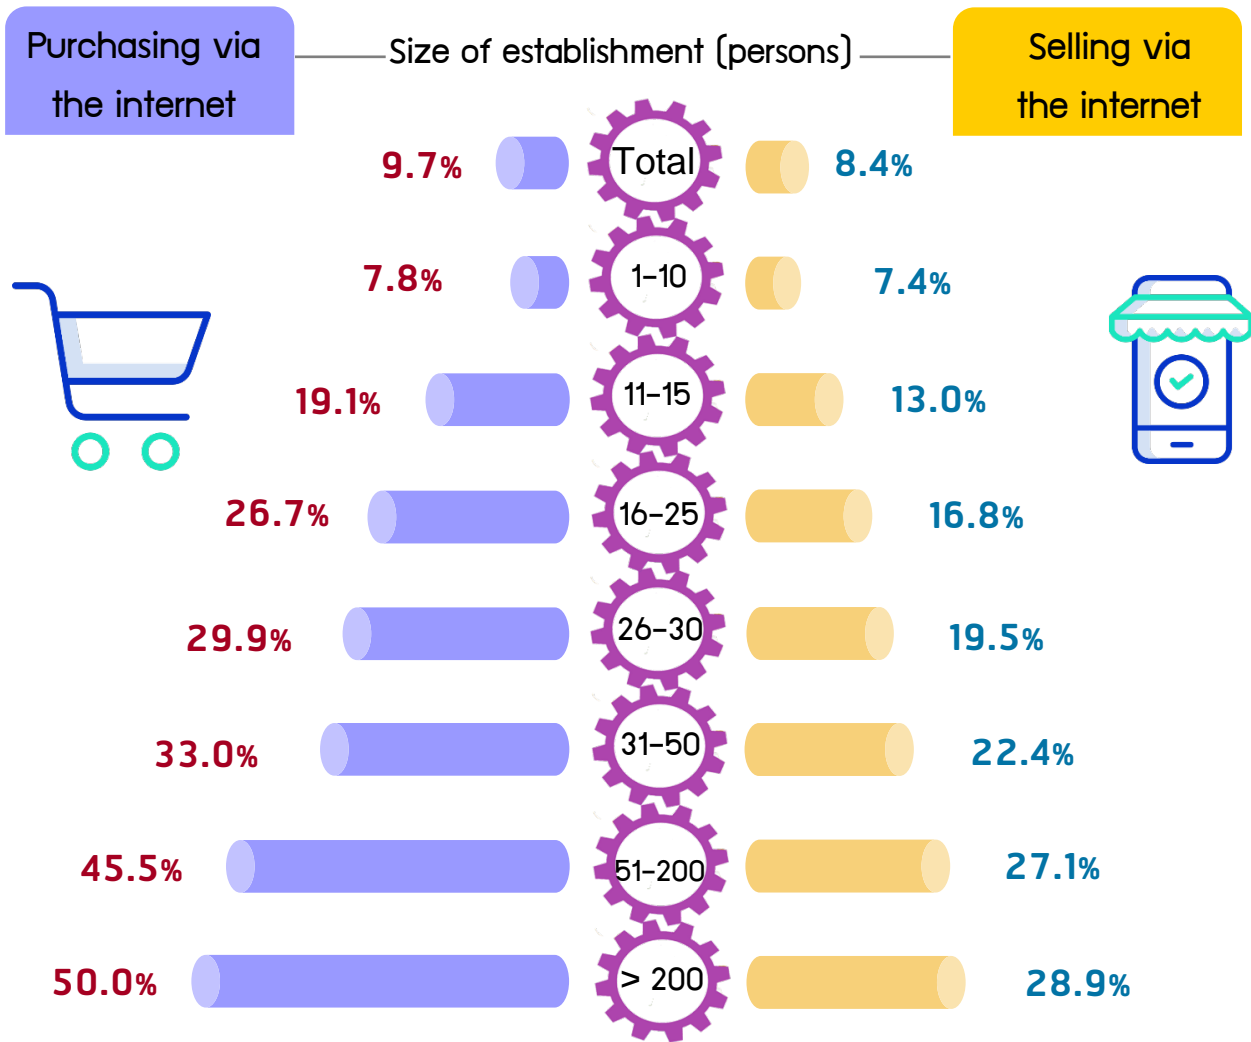 Purchasing via
the internet
Size of establishment (persons)
Selling via
the internet
9.7% Total 8.4%
7.8% 1-10 7.4%
19.1% 11-15 13.0%
26.7% 16-25 16.8%
29.9% 26-30 19.5%
33.0% 31-50 22.4%
45.5% 51-200 27.1%
50.0% > 200 28.9%